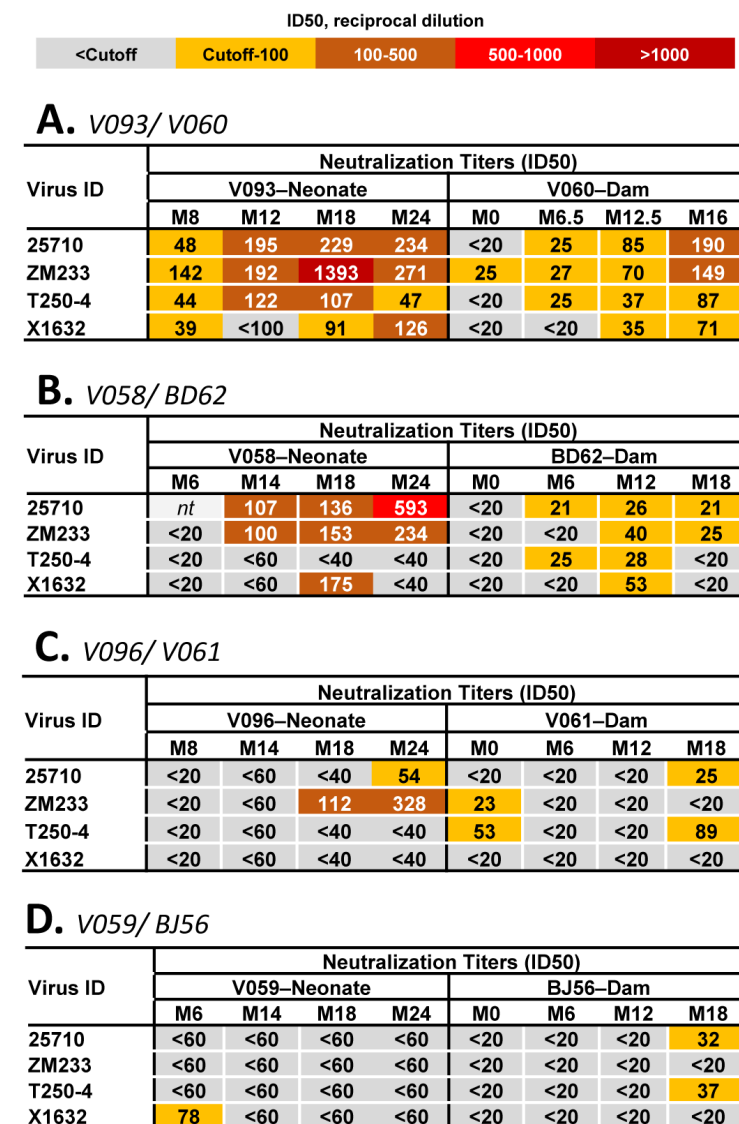 ID50, reciprocal dilution
<Cutoff Cutoff-100 100-500 500-1000 >1000
A. V093/ V060
Neutralization Titers (ID50)
Virus ID V093–Neonate V060–Dam
M8 M12 M18 M24 M0 M6.5 M12.5 M16
25710 48 195 229 234 <20 25 85 190
ZM233 142 192 1393 271 25 27 70 149
T250-4 44 122 107 47 <20 25 37 87
X1632 39 <100 91 126 <20 <20 35 71
B. V058/ BD62
Neutralization Titers (ID50)
Virus ID V058–Neonate BD62–Dam
M6 M14 M18 M24 M0 M6 M12 M18
25710 nt 107 136 593 <20 21 26 21
ZM233 <20 100 153 234 <20 <20 40 25
T250-4 <20 <60 <40 <40 <20 25 28 <20
X1632 <20 <60 175 <40 <20 <20 53 <20
C. V096/ V061
Neutralization Titers (ID50)
Virus ID V096–Neonate V061–Dam
M8 M14 M18 M24 M0 M6 M12 M18
25710 <20 <60 <40 54 <20 <20 <20 25
ZM233 <20 <60 112 328 23 <20 <20 <20
T250-4 <20 <60 <40 <40 53 <20 <20 89
X1632 <20 <60 <40 <40 <20 <20 <20 <20
D. V059/ BJ56
Neutralization Titers (ID50)
Virus ID V059–Neonate BJ56–Dam
M6 M14 M18 M24 M0 M6 M12 M18
25710 <60 <60 <60 <60 <20 <20 <20 32
ZM233 <60 <60 <60 <60 <20 <20 <20 <20
T250-4 <60 <60 <60 <60 <20 <20 <20 37
X1632 78 <60 <60 <60 <20 <20 <20 <20